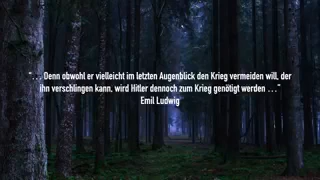 "… Denn obwohl er vielleicht im letzten Augenblick den Krieg vermeiden will, der
ihn verschlingen kann, wird Hitler dennoch zum Krieg genötigt werden …"
Emil Ludwig